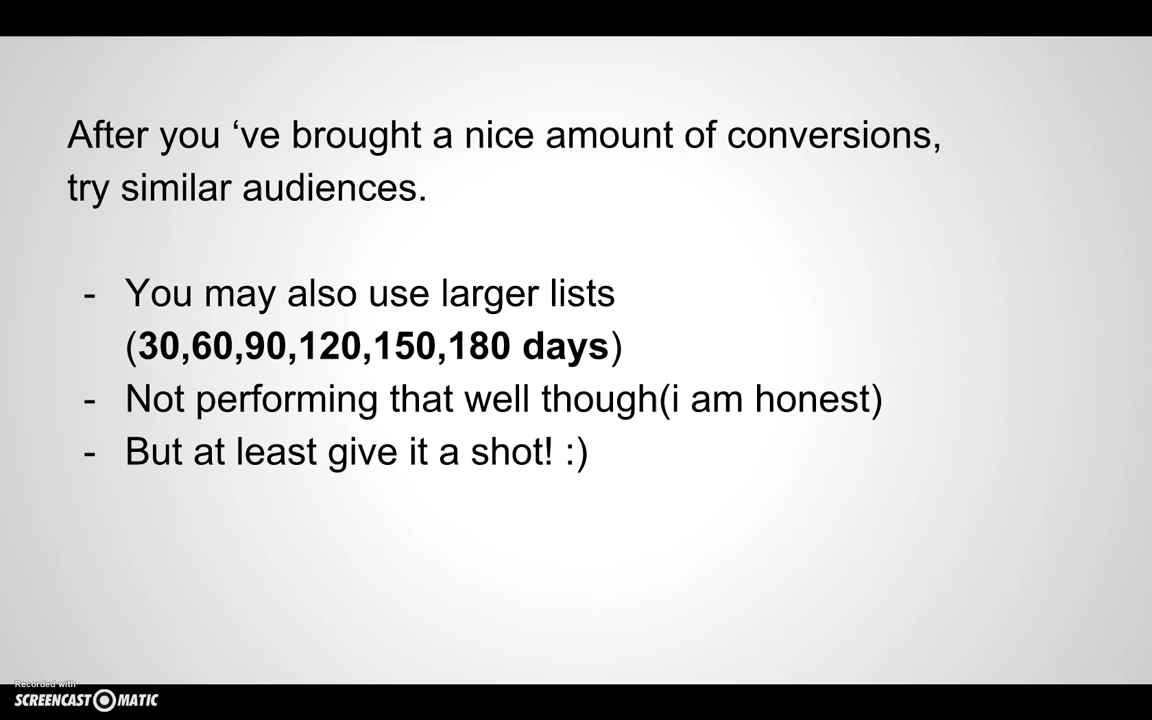 After you ‘ve brought a nice amount of conversions,
try similar audiences.
- You may also use larger lists
(30,60,90,120,150,180 days)
- Not performing that well though(i am honest)
- But at least give it a shot! :)
Recorded with
SCREENCAST MATIC